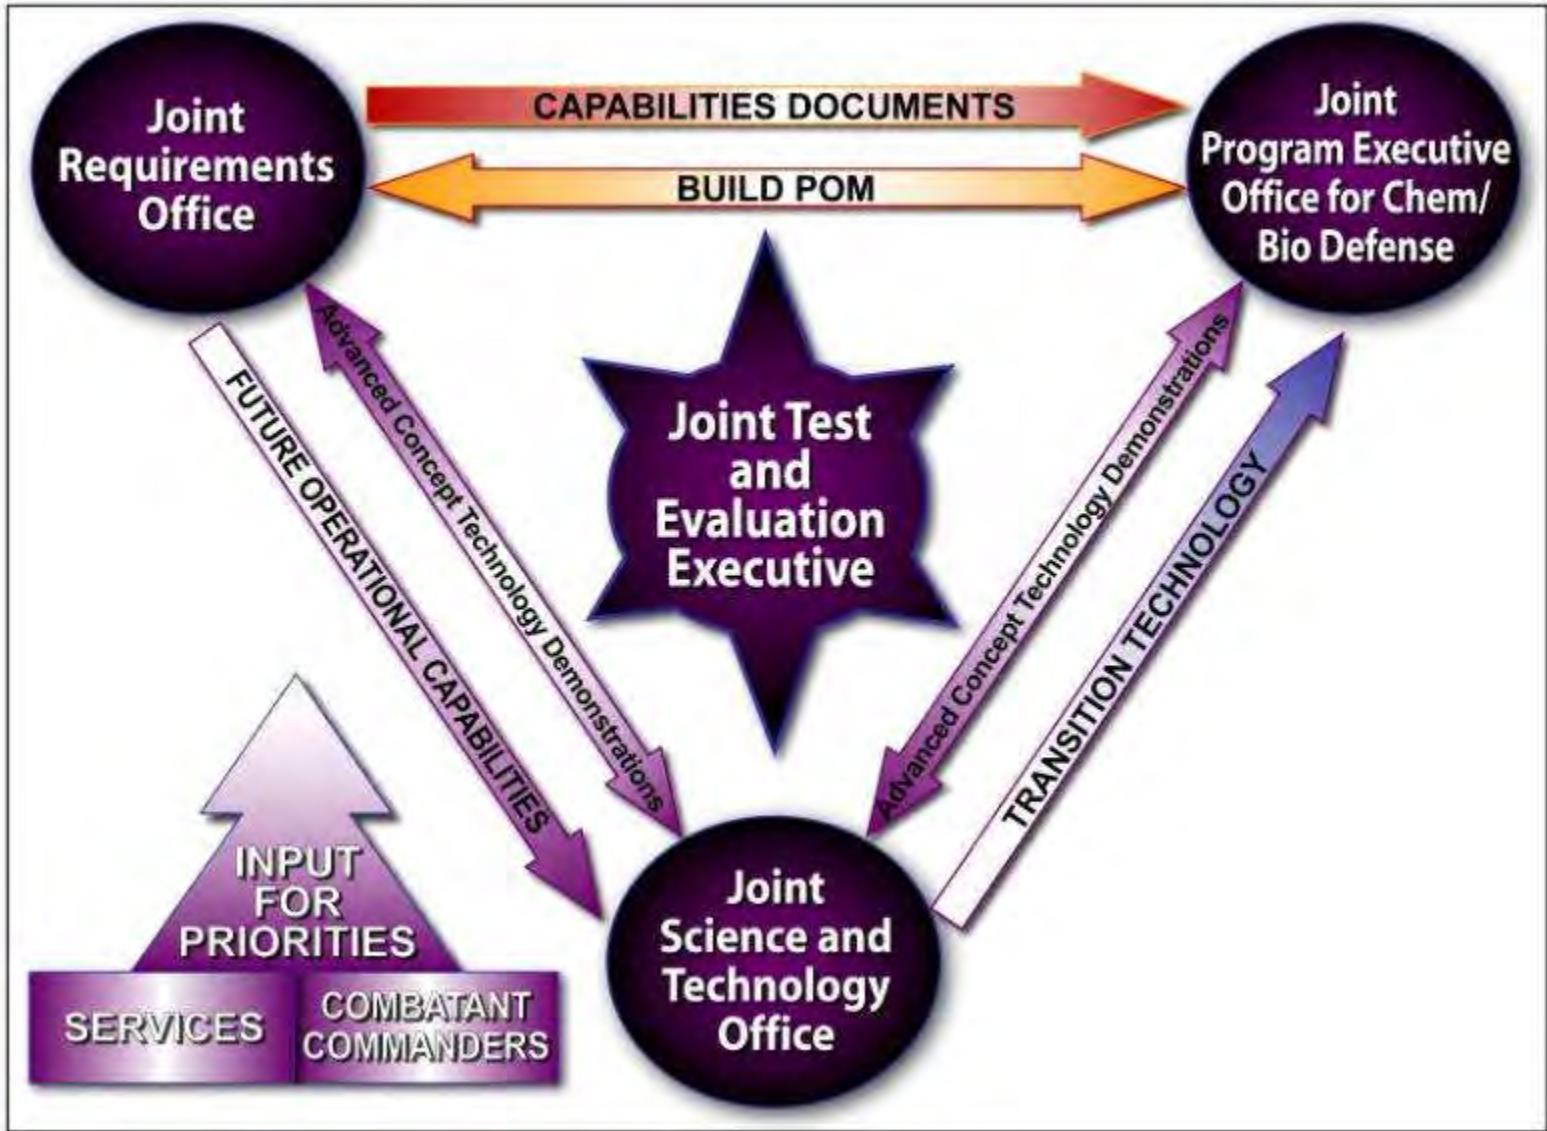 Joint
Requirements
Office
CAPABILITIES DOCUMENTS
BUILD POM
Joint
Program Executive
Office for Chem/
Bio Defense
Advanced Concept Technology Demonstrations
FUTURE OPERATIONAL CAPABILITIES
Joint Test
and
Evaluation
Executive
Advanced Concept Technology Demonstrations
TRANSITION TECHNOLOGY
INPUT
FOR
PRIORITIES
SERVICES
COMBATANT
COMMANDERS
Joint
Science and
Technology
Office